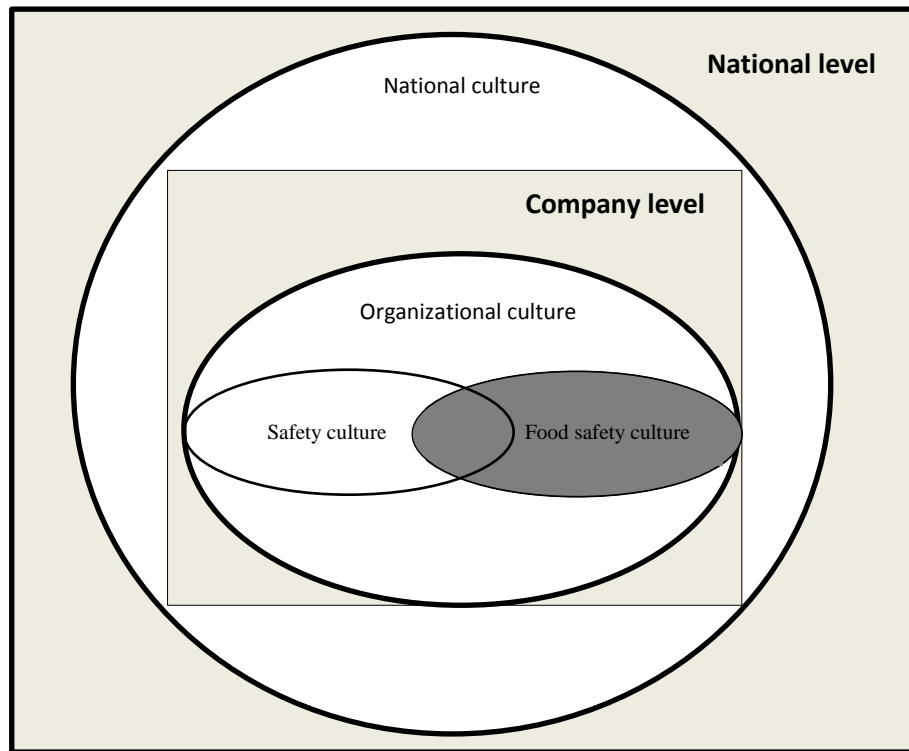 National level
National culture
Company level
Organizational culture
Safety culture
Food safety culture